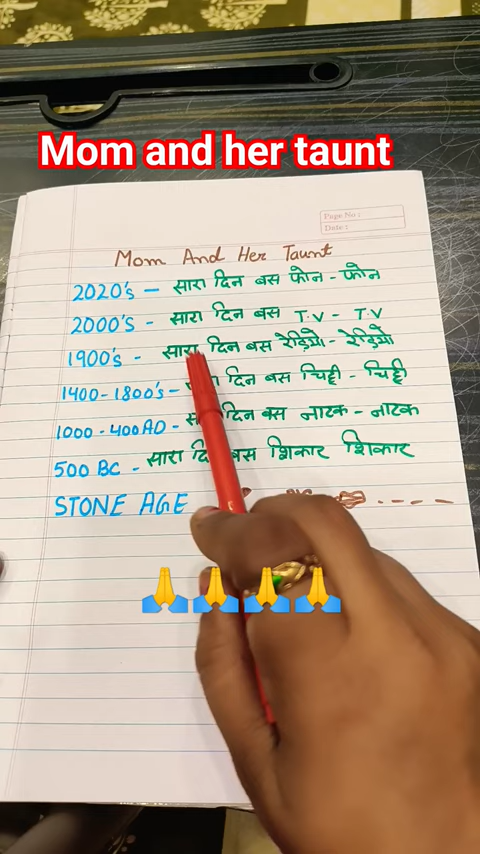 Mom and her taunt
Page No :
Date :
Mom And Her Taunt
2020's — सारा दिन बस फोन - फोन
2000's - सारा दिन बस T.V - T.V
1900's - सारा दिन बस रेडियो - रेडियो
1400-1800's - दिन बस चिट्ठी - चिट्ठी
1000-400AD - दिन बस नाटक - नाटक
500 BC - सारा बस शिकार शिकार
STONE AGE
🙏🙏🙏🙏